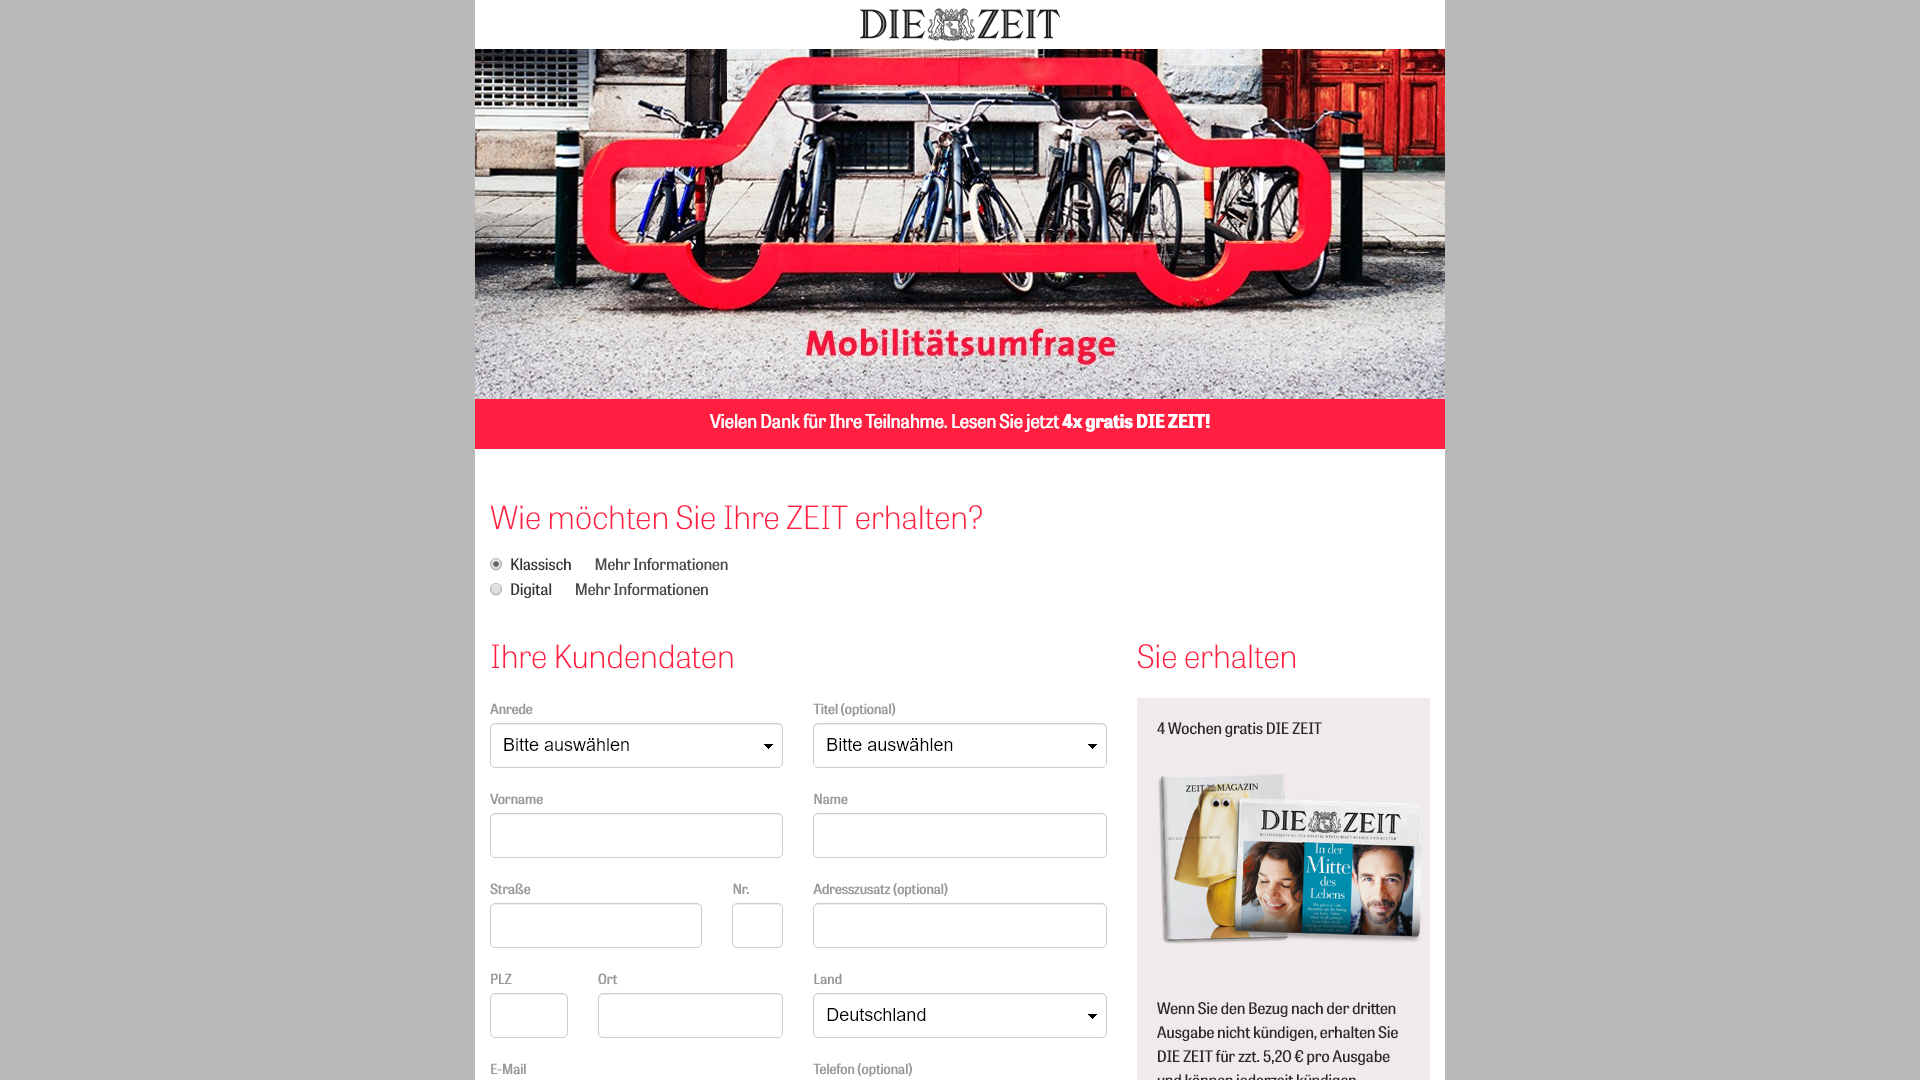 DIE ZEIT
Mobilitätsumfrage
Vielen Dank für Ihre Teilnahme. Lesen Sie jetzt 4x gratis DIE ZEIT!
Wie möchten Sie Ihre ZEIT erhalten?
Klassisch Mehr Informationen
Digital Mehr Informationen
Ihre Kundendaten
Anrede Titel (optional)
Bitte auswählen Bitte auswählen
Vorname Name
Straße Nr. Adresszusatz (optional)
PLZ Ort Land
Deutschland
E-Mail Telefon (optional)
Sie erhalten
4 Wochen gratis DIE ZEIT
ZEIT MAGAZIN
DIE ZEIT
In der
Mitte
des
Lebens
Wenn Sie den Bezug nach der dritten
Ausgabe nicht kündigen, erhalten Sie
DIE ZEIT für zzt. 5,20 € pro Ausgabe
und können jederzeit kündigen.